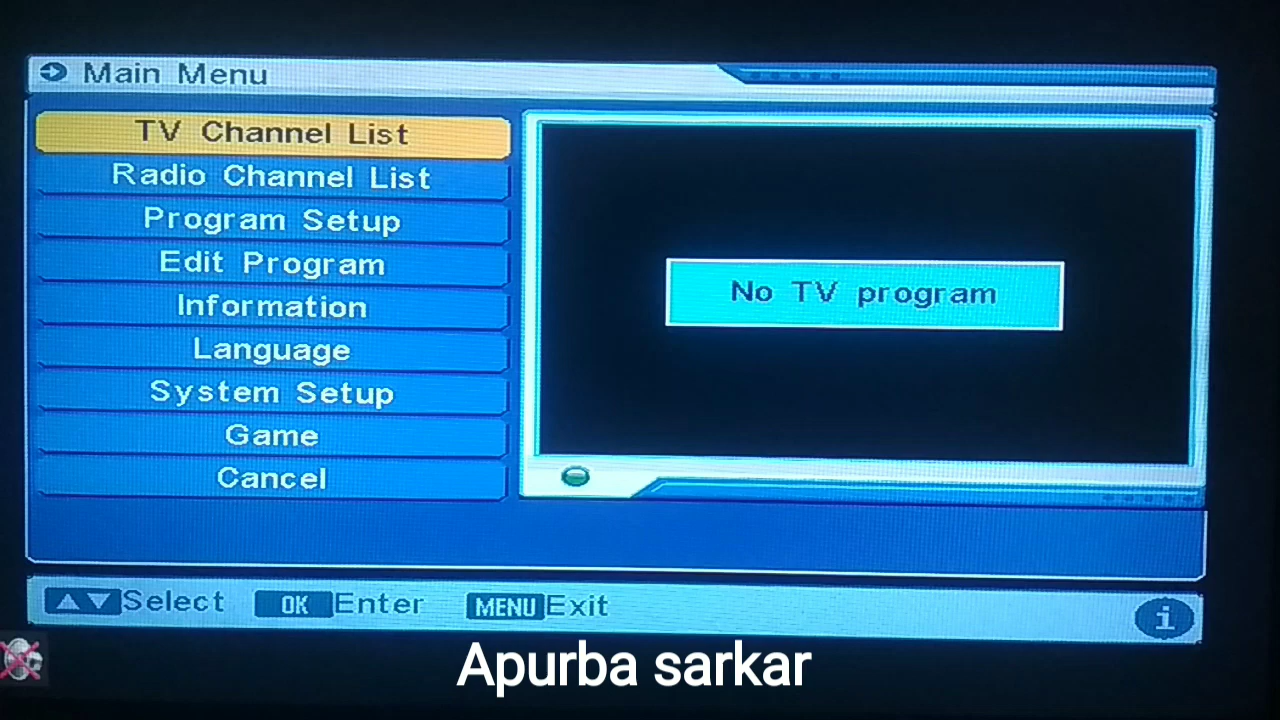 Main Menu
TV Channel List
Radio Channel List
Program Setup
Edit Program
Information
Language
System Setup
Game
Cancel
No TV program
Select OK Enter MENU Exit i
Apurba sarkar